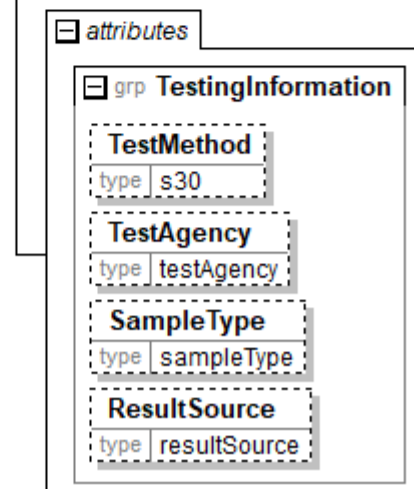 attributes
grp TestingInformation
TestMethod
type s30
TestAgency
type testAgency
SampleType
type sampleType
ResultSource
type resultSource